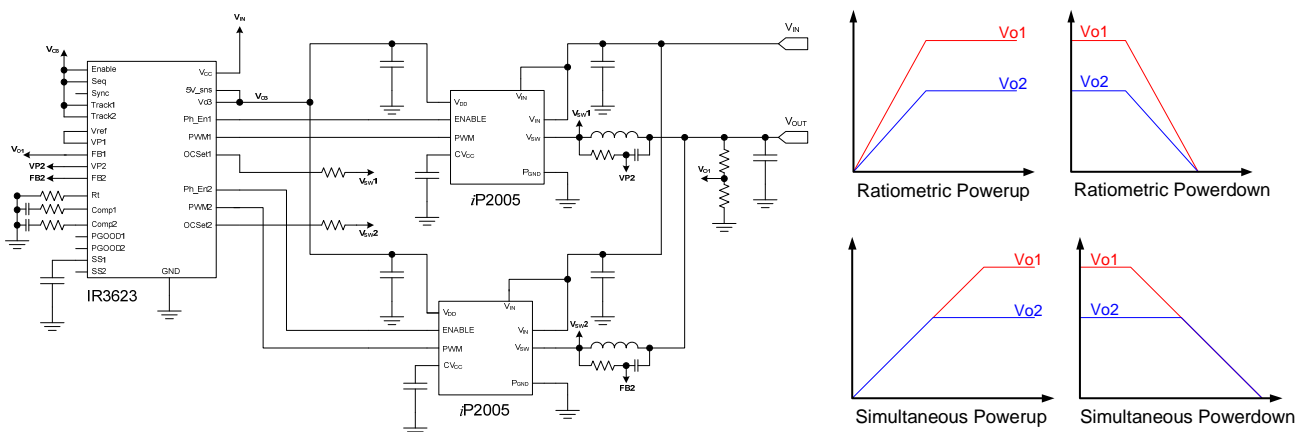 VIN
VCC
VCB
Enable
Seq
Sync
Track1
Track2
Vref
VP1
FB1
VP2
FB2
Rt
Comp1
Comp2
PGOOD1
PGOOD2
SS1
SS2
VCC
5V_sns
Vo3
Ph_En1
PWM1
OCSet1
Ph_En2
PWM2
OCSet2
GND
IR3623
VO1
VP2
FB2
VSW1
VSW2
VDD
ENABLE
PWM
CVCC
VIN
VIN
VSW
PGND
iP2005
VSW1
VP2
VIN
VOUT
VO1
VDD
ENABLE
PWM
CVCC
VIN
VIN
VSW
PGND
iP2005
VSW2
FB2
Vo1
Vo2
Ratiometric Powerup
Vo1
Vo2
Ratiometric Powerdown
Vo1
Vo2
Simultaneous Powerup
Vo1
Vo2
Simultaneous Powerdown